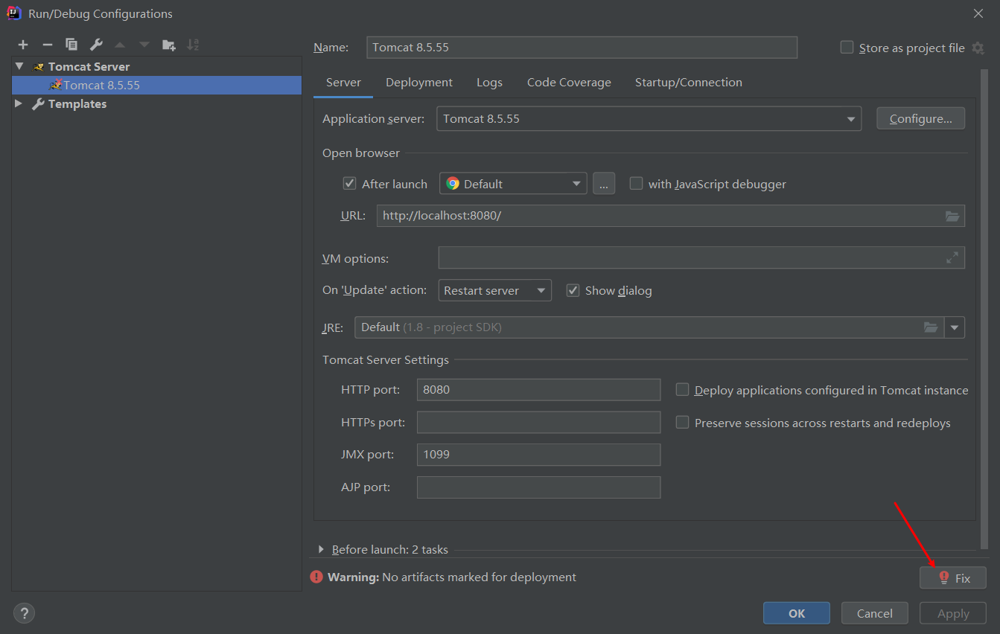 Run/Debug Configurations
Name: Tomcat 8.5.55 Store as project file
Tomcat Server
Tomcat 8.5.55
Templates
Server Deployment Logs Code Coverage Startup/Connection
Application server: Tomcat 8.5.55 Configure...
Open browser
After launch Default ... with JavaScript debugger
URL: http://localhost:8080/
VM options:
On 'Update' action: Restart server Show dialog
JRE: Default (1.8 - project SDK)
Tomcat Server Settings
HTTP port: 8080 Deploy applications configured in Tomcat instance
HTTPs port: Preserve sessions across restarts and redeploys
JMX port: 1099
AJP port:
Before launch: 2 tasks
Warning: No artifacts marked for deployment Fix
? OK Cancel Apply